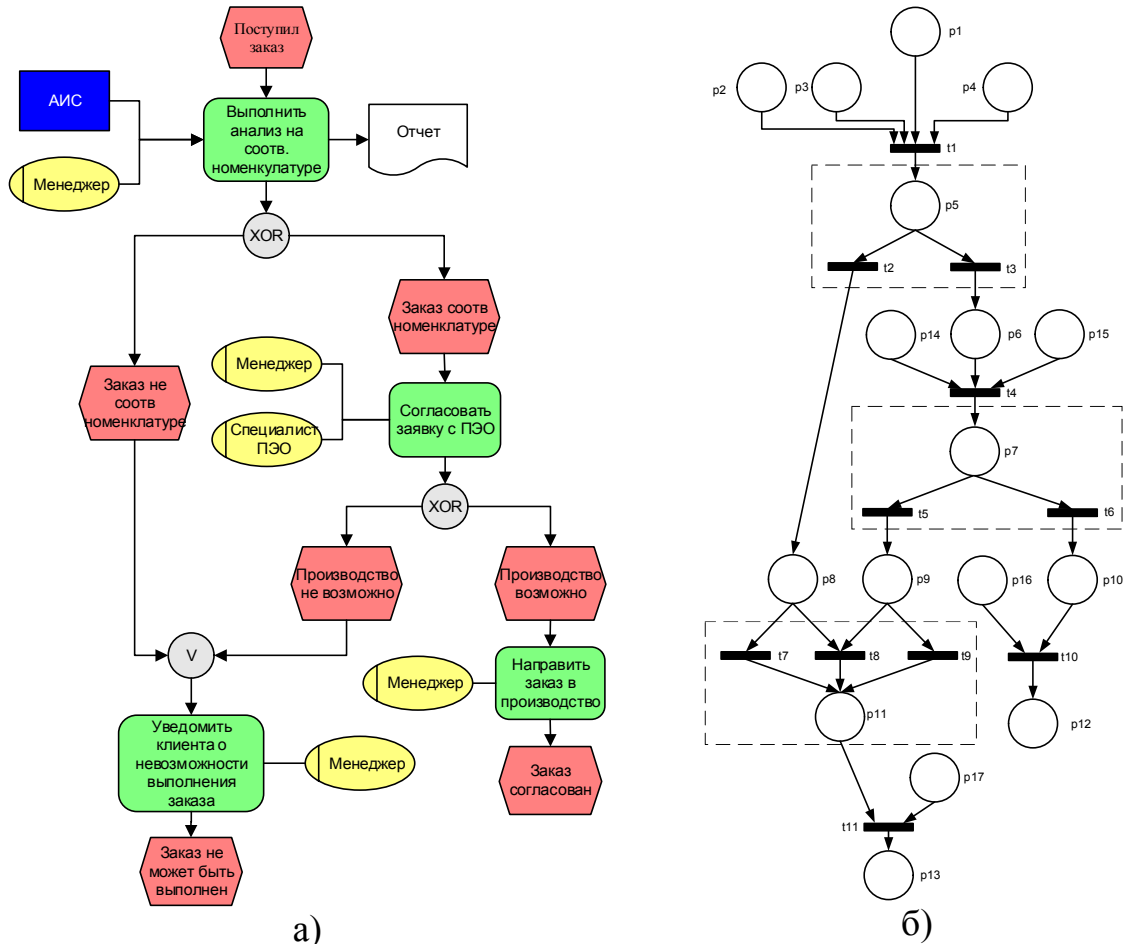 Поступил
заказ
АИС
Менеджер
Выполнить
анализ на
соотв.
номенкулатуре
Отчет
XOR
Заказ соотв
номенклатуре
Заказ не
соотв
номенклатуре
Менеджер
Специалист
ПЭО
Согласовать
заявку с ПЭО
XOR
Производство
не возможно
Производство
возможно
V
Менеджер
Направить
заказ в
производство
Уведомить
клиента о
невозможности
выполнения
заказа
Менеджер
Заказ
согласован
Заказ не
может быть
выполнен
а)
p1
p2
p3
p4
t1
p5
t2
t3
p14
p6
p15
t4
p7
t5
t6
p8
p9
p16
p10
t7
t8
t9
t10
p11
p12
p17
t11
p13
б)